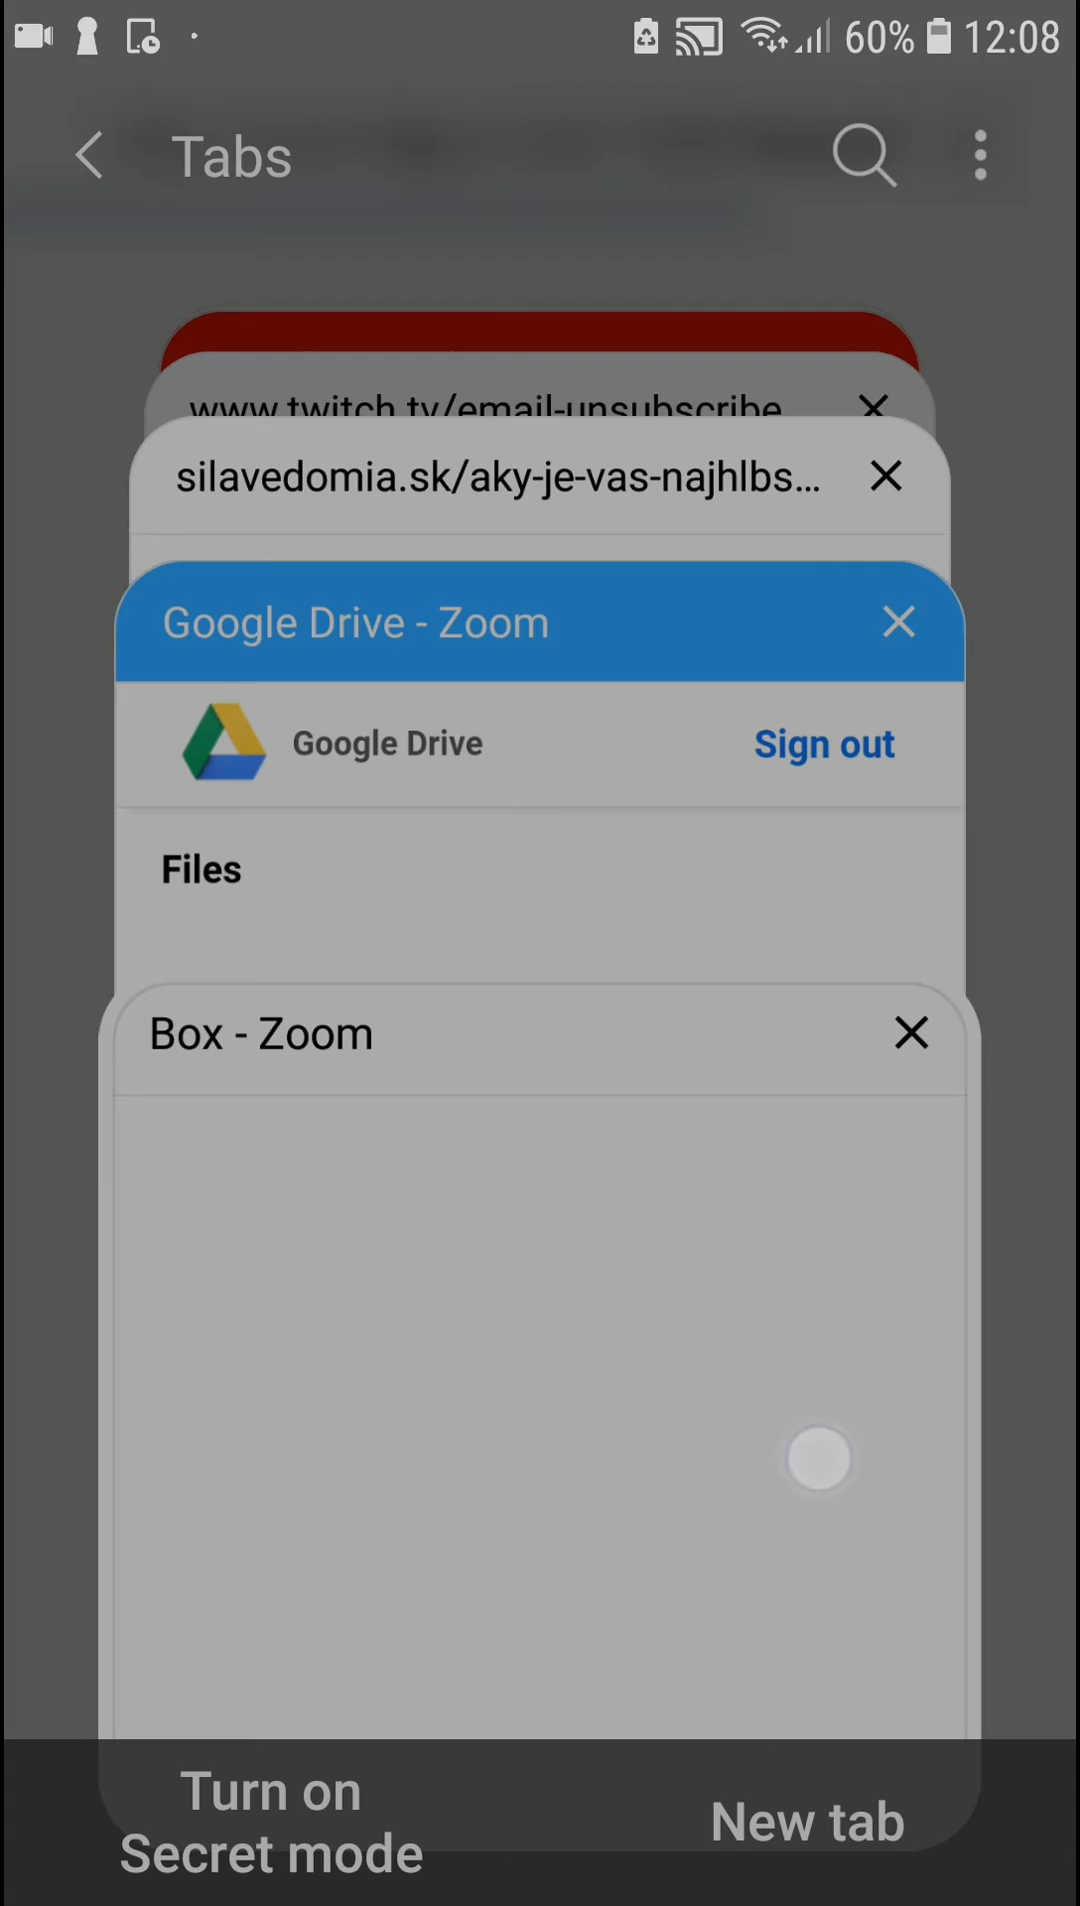 60% 12:08
Tabs
www.twitch.tv/email-unsubscribe
silavedomia.sk/aky-je-vas-najhlbs...
Google Drive - Zoom
Google Drive Sign out
Files
Box - Zoom
Turn on
Secret mode
New tab